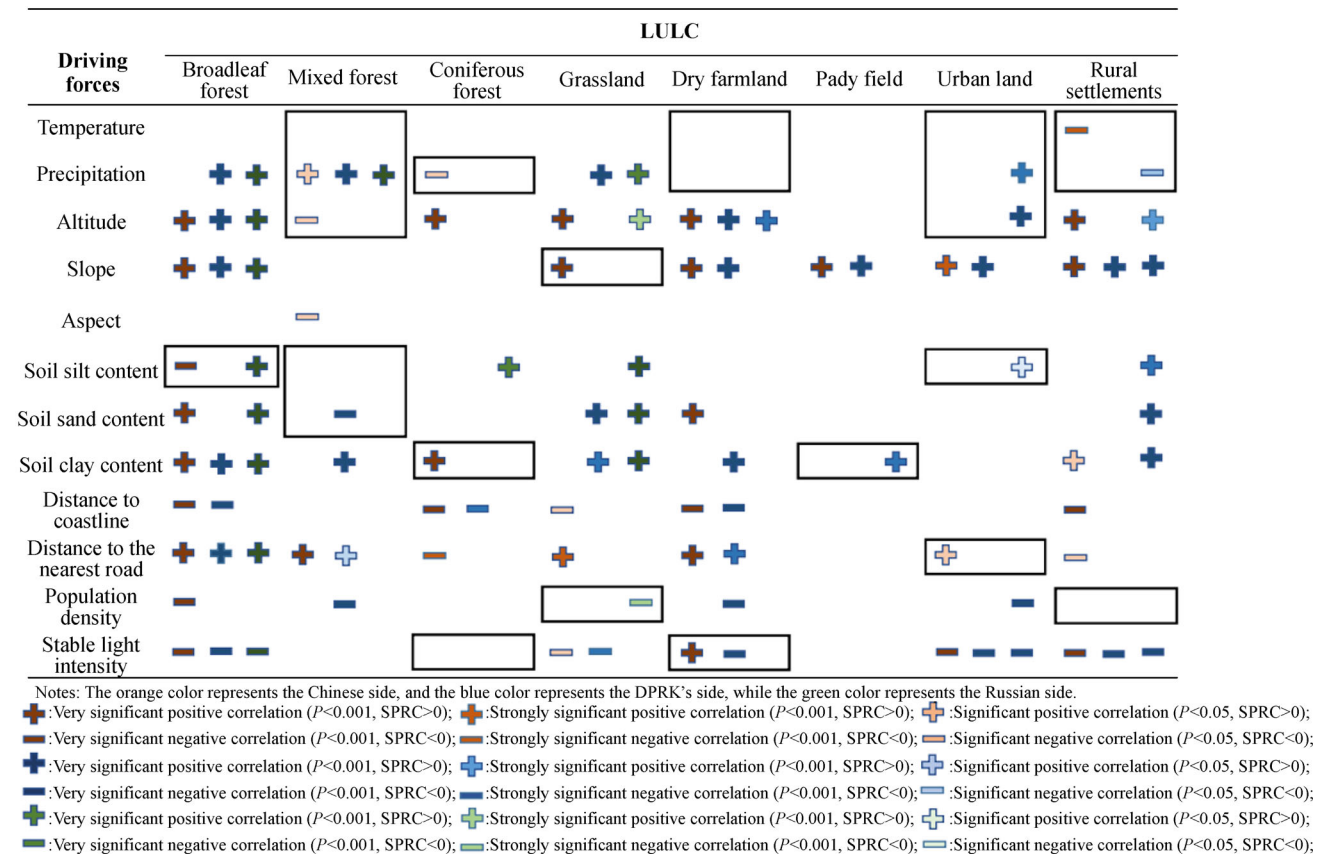 LULC
Driving
forces
Broadleaf
forest
Mixed forest
Coniferous
forest
Grassland
Dry farmland
Pady field
Urban land
Rural
settlements
Temperature
Precipitation
Altitude
Slope
Aspect
Soil silt content
Soil sand content
Soil clay content
Distance to
coastline
Distance to the
nearest road
Population
density
Stable light
intensity
Notes: The orange color represents the Chinese side, and the blue color represents the DPRK's side, while the green color represents the Russian side.
:Very significant positive correlation (P<0.001, SPRC>0); :Strongly significant positive correlation (P<0.001, SPRC>0); :Significant positive correlation (P<0.05, SPRC>0);
:Very significant negative correlation (P<0.001, SPRC<0); :Strongly significant negative correlation (P<0.001, SPRC<0); :Significant negative correlation (P<0.05, SPRC<0);
:Very significant positive correlation (P<0.001, SPRC>0); :Strongly significant positive correlation (P<0.001, SPRC>0); :Significant positive correlation (P<0.05, SPRC>0);
:Very significant negative correlation (P<0.001, SPRC<0); :Strongly significant negative correlation (P<0.001, SPRC<0); :Significant negative correlation (P<0.05, SPRC<0);
:Very significant positive correlation (P<0.001, SPRC>0); :Strongly significant positive correlation (P<0.001, SPRC>0); :Significant positive correlation (P<0.05, SPRC>0);
:Very significant negative correlation (P<0.001, SPRC<0); :Strongly significant negative correlation (P<0.001, SPRC<0); :Significant negative correlation (P<0.05, SPRC<0);